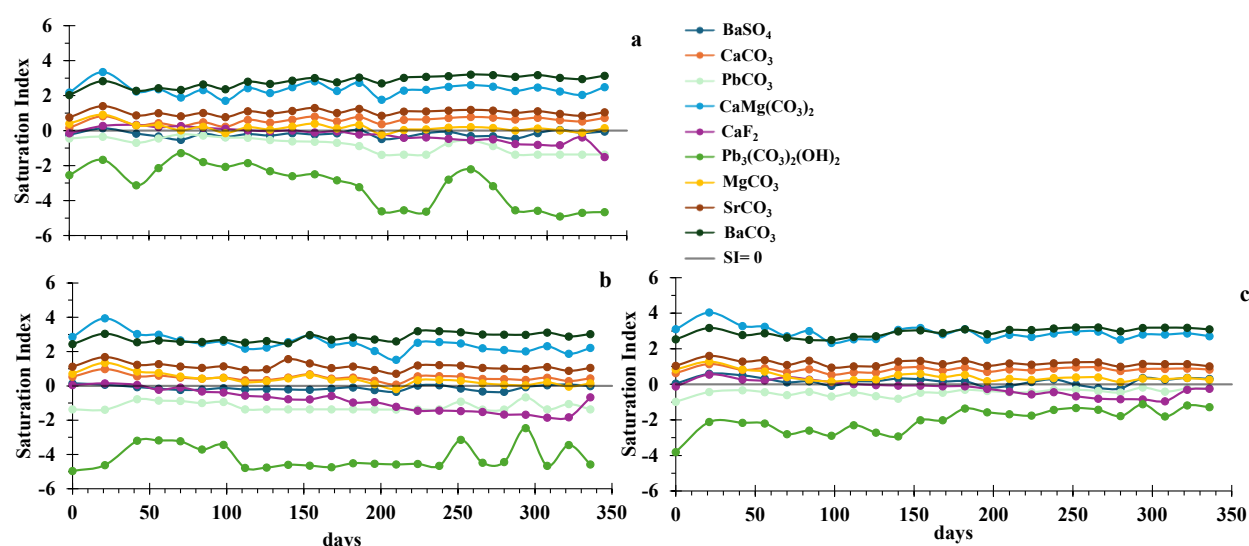 6
4
2
0
-2
-4
-6
Saturation Index
a
BaSO4
CaCO3
PbCO3
CaMg(CO3)2
CaF2
Pb3(CO3)2(OH)2
MgCO3
SrCO3
BaCO3
SI= 0
6
4
2
0
-2
-4
-6
Saturation Index
b
0 50 100 150 200 250 300 350
days
6
4
2
0
-2
-4
-6
Saturation Index
c
0 50 100 150 200 250 300 350
days